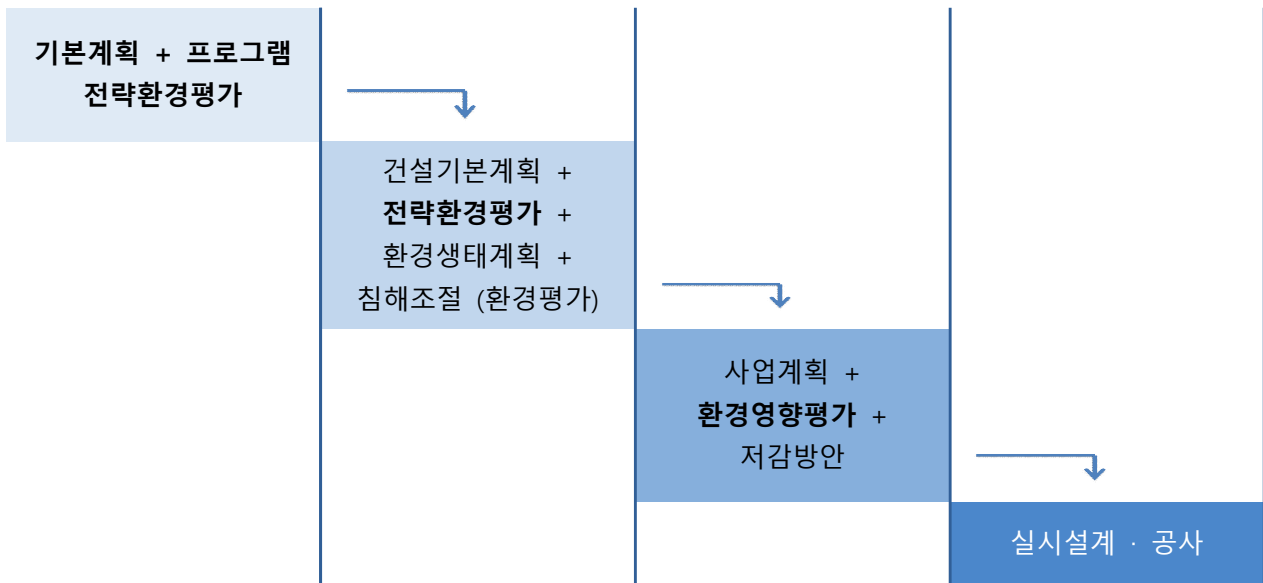 기본계획 + 프로그램
전략환경평가
건설기본계획 +
전략환경평가 +
환경생태계획 +
침해조절 (환경평가)
사업계획 +
환경영향평가 +
저감방안
실시설계 · 공사